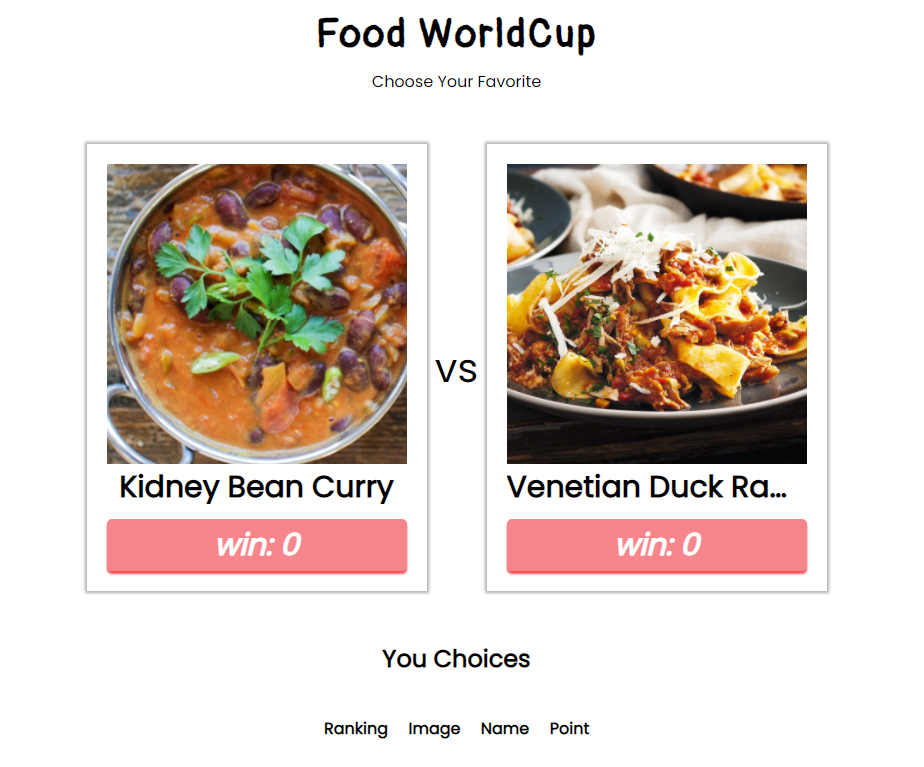 Food WorldCup
Choose Your Favorite
VS
Kidney Bean Curry
Venetian Duck Ra...
win: 0
win: 0
You Choices
Ranking Image Name Point